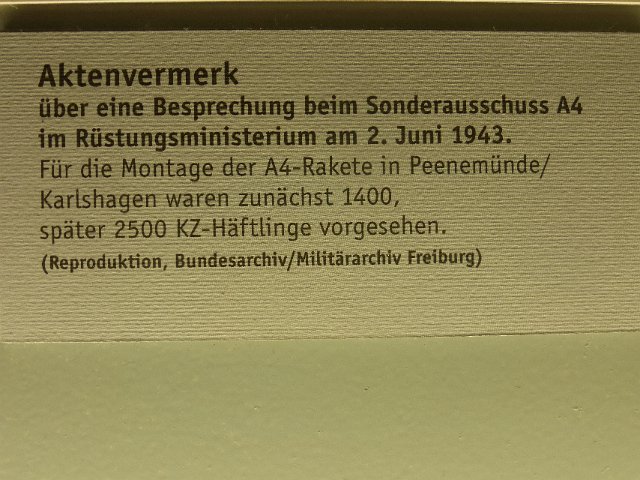 Aktenvermerk
über eine Besprechung beim Sonderausschuss A4
im Rüstungsministerium am 2. Juni 1943.
Für die Montage der A4-Rakete in Peenemünde/
Karlshagen waren zunächst 1400,
später 2500 KZ-Häftlinge vorgesehen.
(Reproduktion, Bundesarchiv/Militärarchiv Freiburg)